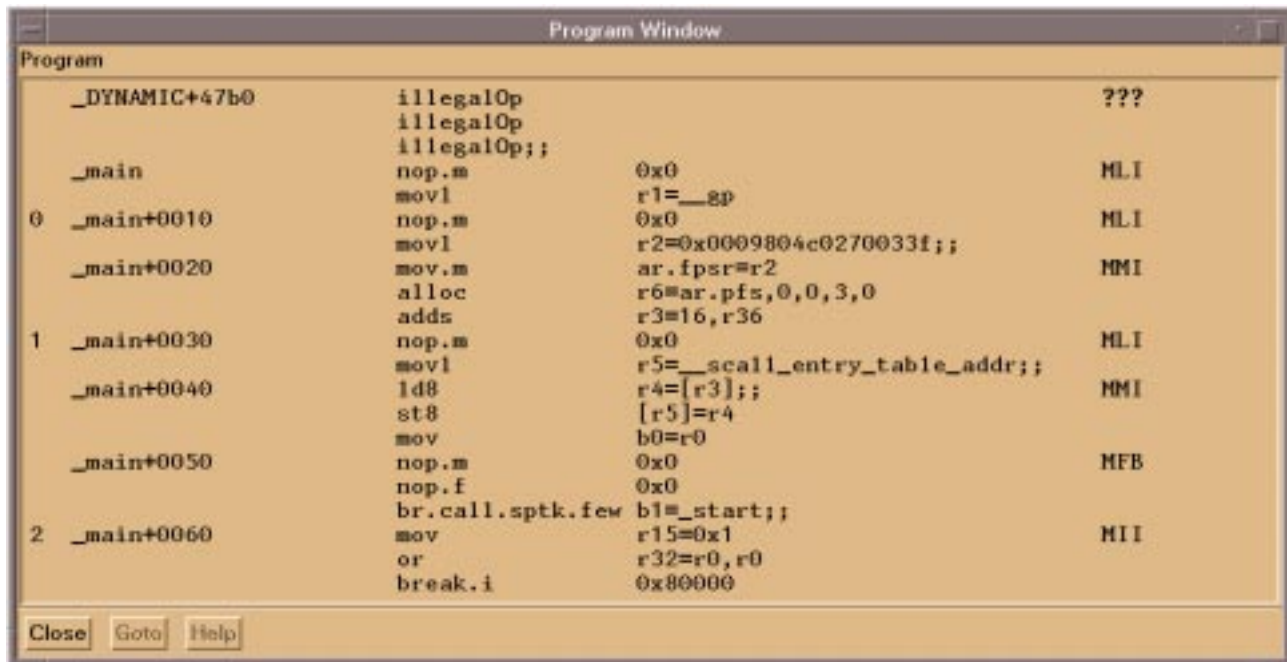 Program Window
Program
_DYNAMIC+47b0 illegalOp ???
illegalOp
illegalOp;;
_main nop.m 0x0 MLI
movl r1=__gp
0 _main+0010 nop.m 0x0 MLI
movl r2=0x0009804c0270033f;;
_main+0020 mov.m ar.fpsr=r2 MMI
alloc r6=ar.pfs,0,0,3,0
adds r3=16,r36
1 _main+0030 nop.m 0x0 MLI
movl r5=__scall_entry_table_addr;;
_main+0040 ld8 r4=[r3];; MMI
st8 [r5]=r4
mov b0=r0
_main+0050 nop.m 0x0 MFB
nop.f 0x0
br.call.sptk.few b1=_start;;
2 _main+0060 mov r15=0x1 MII
or r32=r0,r0
break.i 0x80000
Close Goto Help